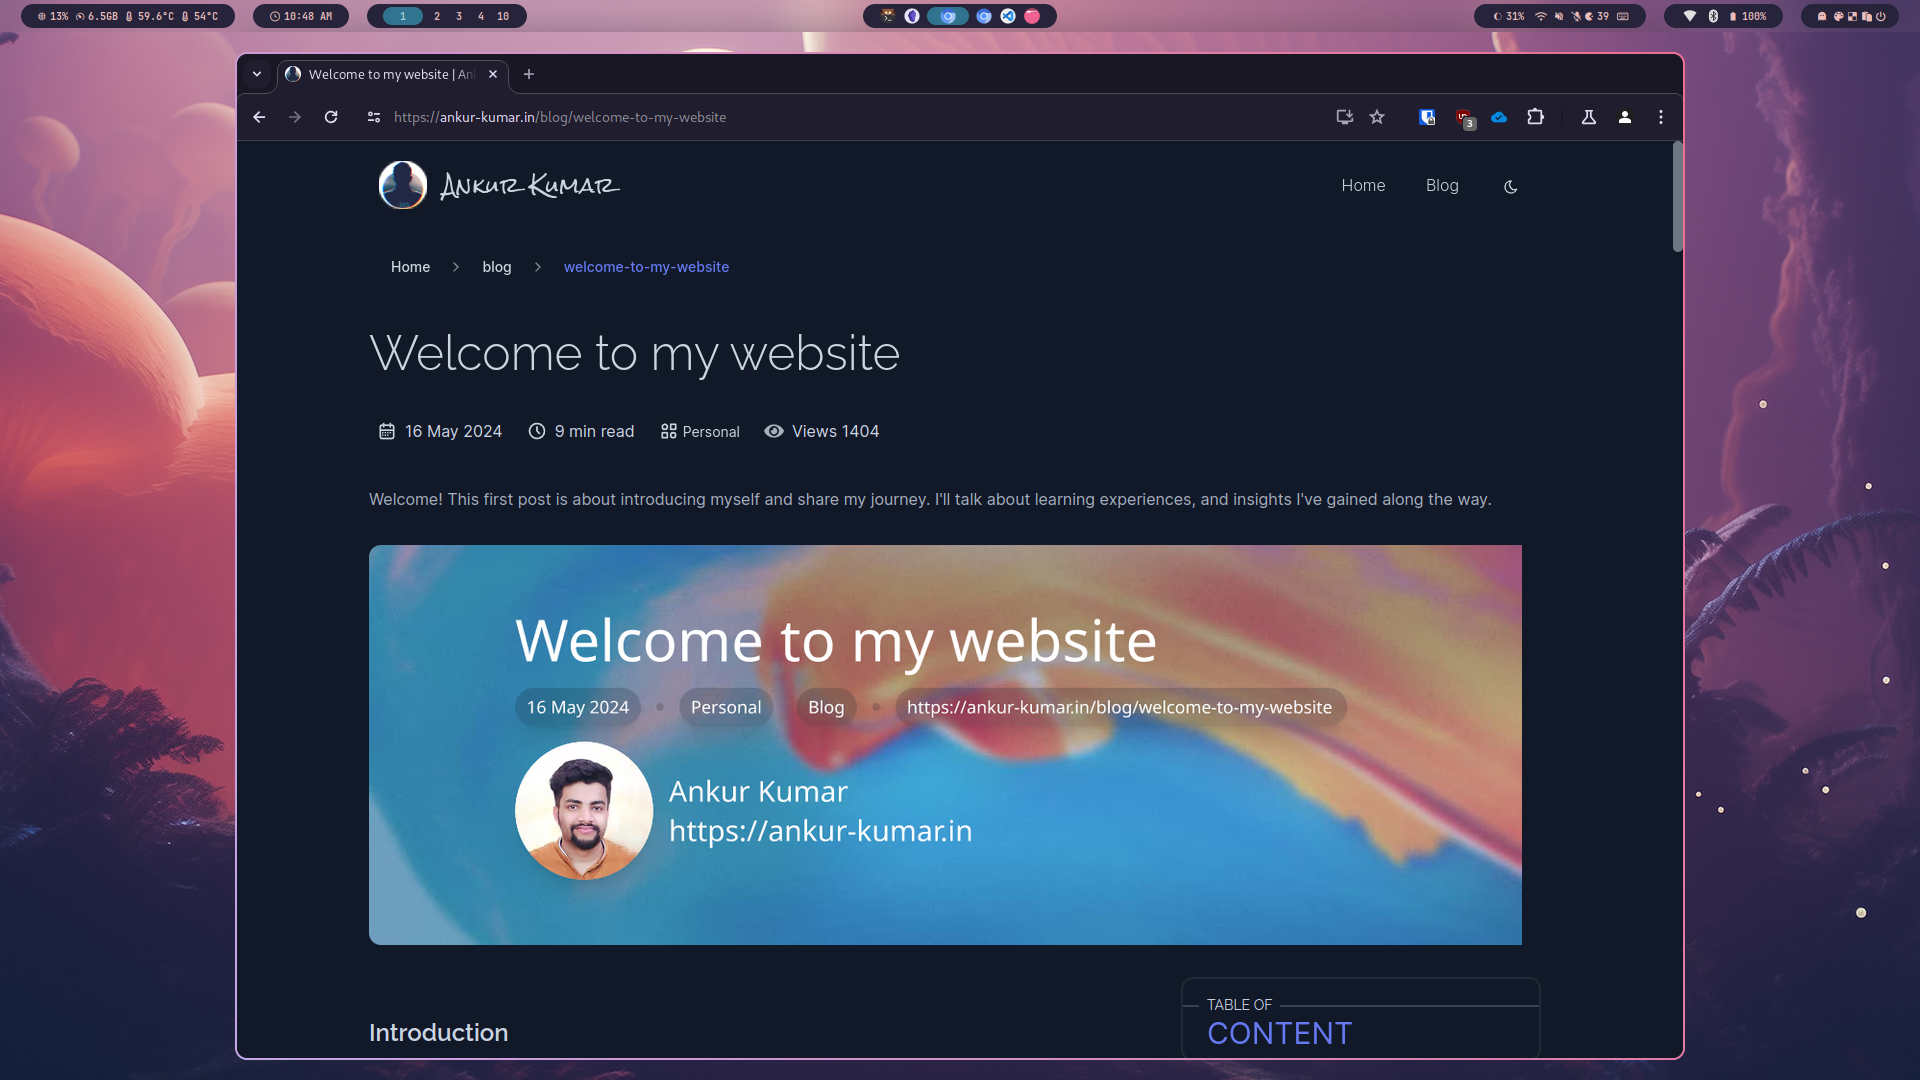 13% 6.5GB 59.6°C 54°C
10:48 AM
1 2 3 4 10
31% 39
100%
Welcome to my website | An
https://ankur-kumar.in/blog/welcome-to-my-website
3
Ankur Kumar
Home Blog
Home blog welcome-to-my-website
Welcome to my website
16 May 2024 9 min read Personal Views 1404
Welcome! This first post is about introducing myself and share my journey. I'll talk about learning experiences, and insights I've gained along the way.
Welcome to my website
16 May 2024 Personal Blog https://ankur-kumar.in/blog/welcome-to-my-website
Ankur Kumar
https://ankur-kumar.in
TABLE OF
CONTENT
Introduction